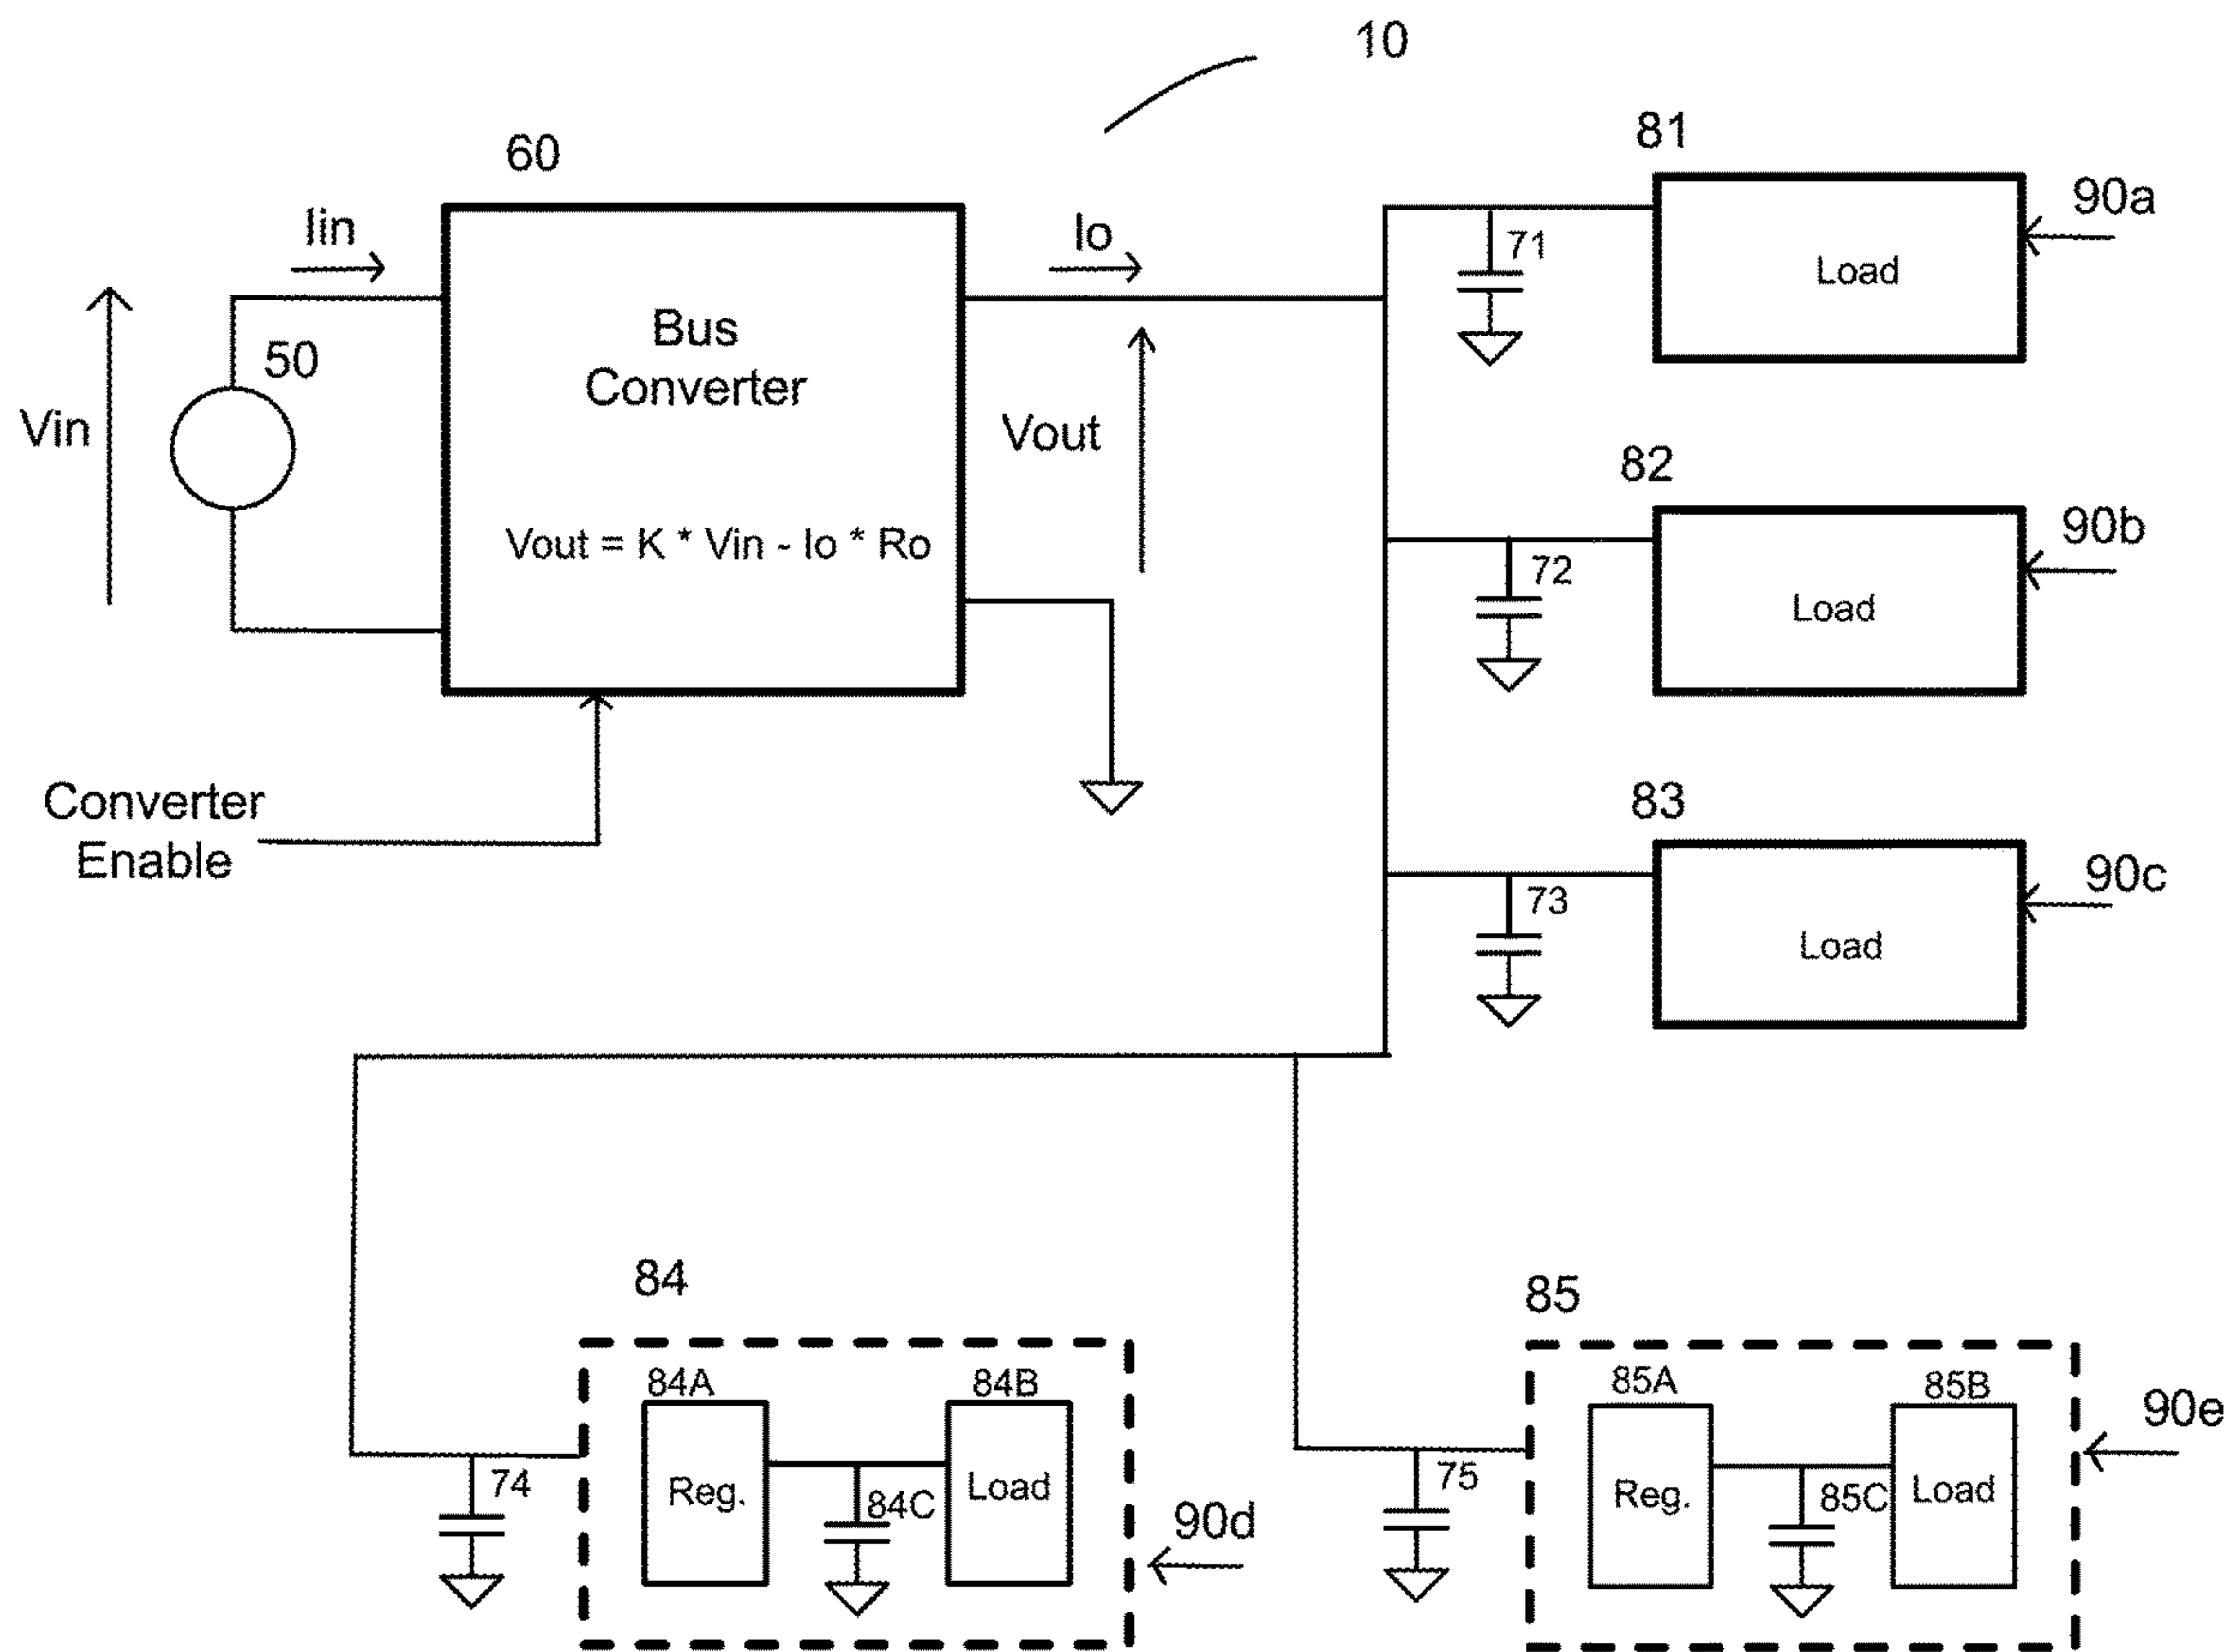 10
60
Iin
50
Vin
Bus
Converter
Vout = K * Vin - Io * Ro
Io
Vout
Converter
Enable
81
90a
71
Load
82
90b
72
Load
83
90c
73
Load
84
84A
84B
Reg.
84C
Load
74
90d
85
85A
85B
Reg.
85C
Load
75
90e